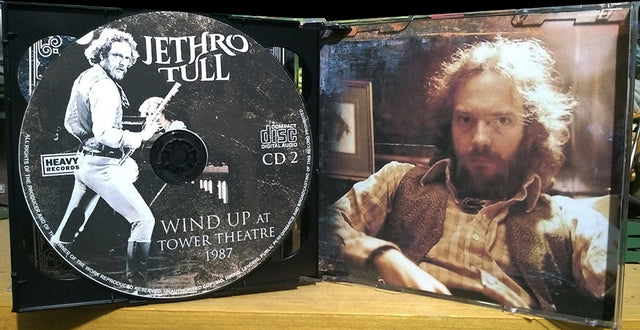 JETHRO
TULL
COMPACT
disc
DIGITAL AUDIO
CD 2
HEAVY
RECORDS
WIND UP AT
TOWER THEATRE
1987